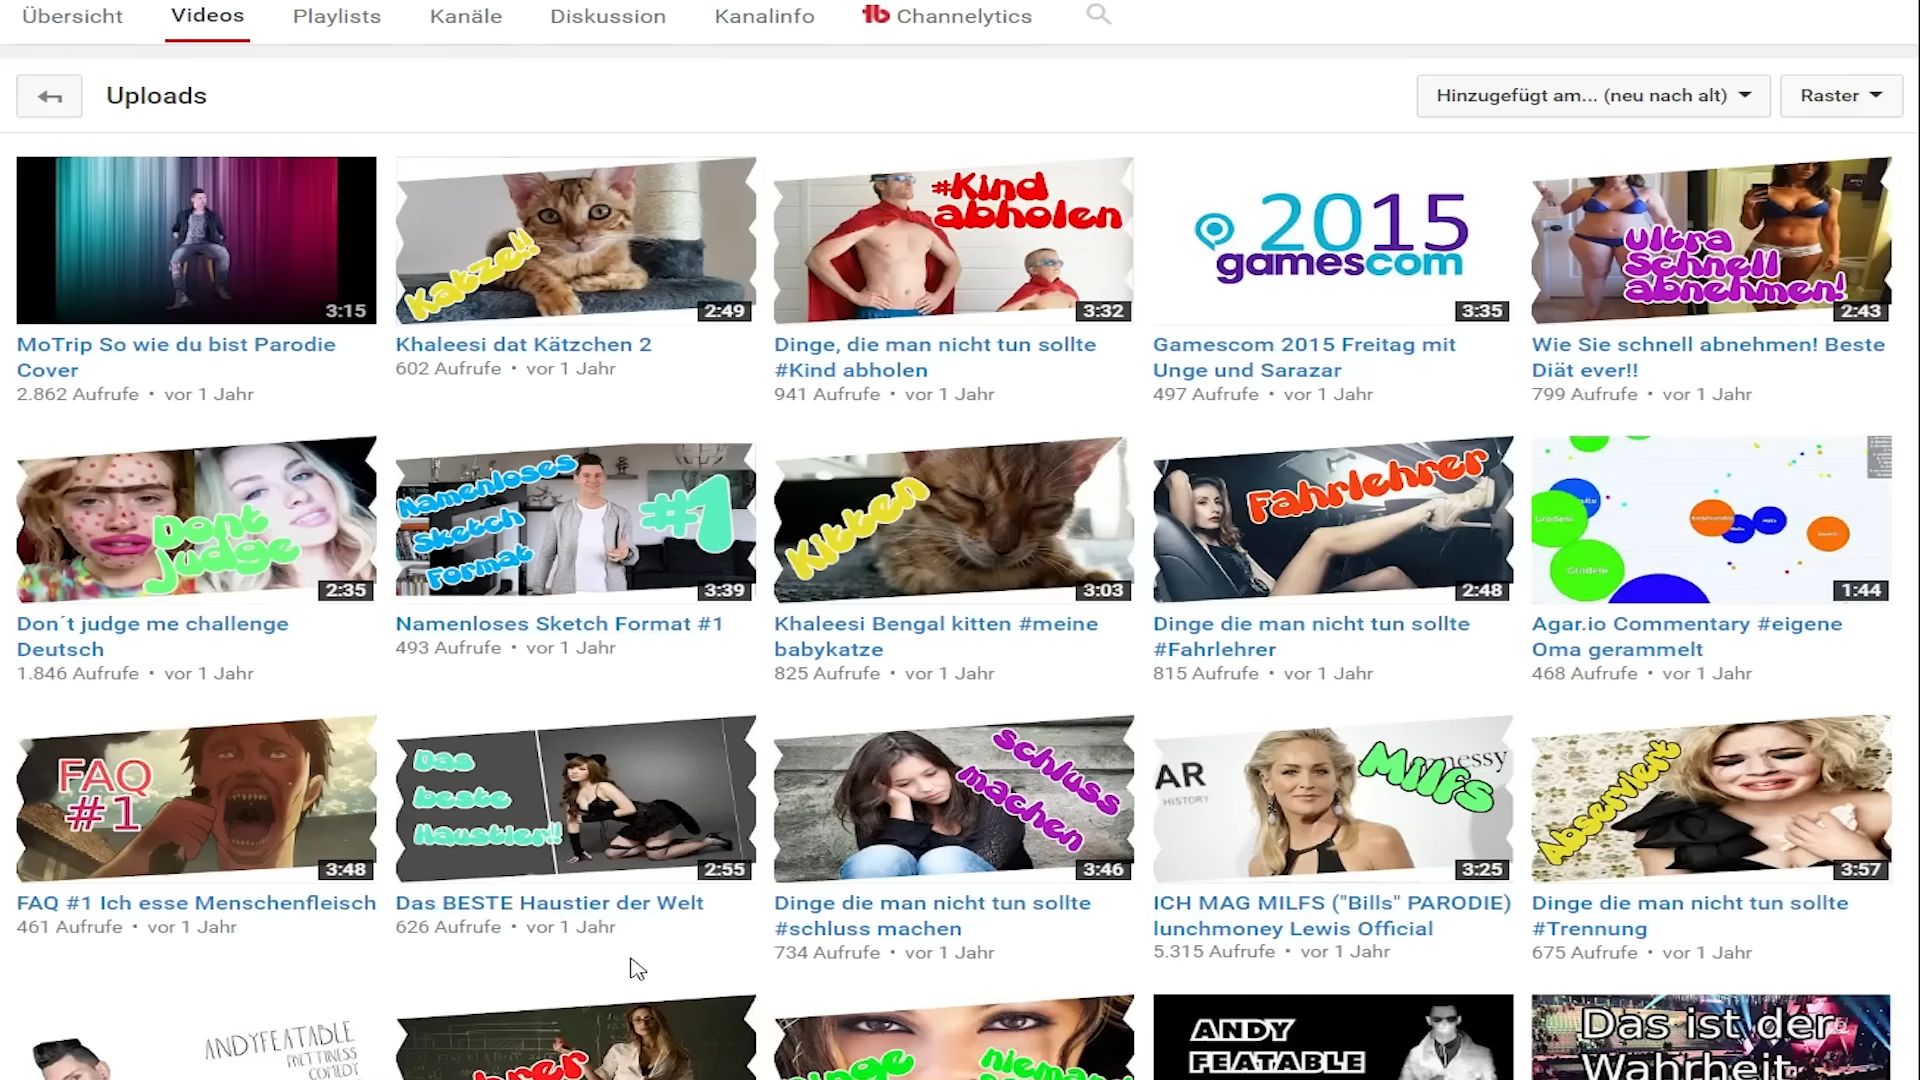 Übersicht Videos Playlists Kanäle Diskussion Kanalinfo Channelytics
Uploads
Hinzugefügt am... (neu nach alt) Raster
3:15
Katze!!
2:49
#Kind
abholen
3:32
2015
gamescom
3:35
Ultra
Schnell
abnehmen!
2:43
MoTrip So wie du bist Parodie
Cover
2.862 Aufrufe • vor 1 Jahr
Khaleesi dat Kätzchen 2
602 Aufrufe • vor 1 Jahr
Dinge, die man nicht tun sollte
#Kind abholen
941 Aufrufe • vor 1 Jahr
Gamescom 2015 Freitag mit
Unge und Sarazar
497 Aufrufe • vor 1 Jahr
Wie Sie schnell abnehmen! Beste
Diät ever!!
799 Aufrufe • vor 1 Jahr
Dont
judge
2:35
Namenloses
Sketch
Format
#1
3:39
Kitten
3:03
Fahrlehrer
2:48
Grodeni
Grodeni
1:44
Don´t judge me challenge
Deutsch
1.846 Aufrufe • vor 1 Jahr
Namenloses Sketch Format #1
493 Aufrufe • vor 1 Jahr
Khaleesi Bengal kitten #meine
babykatze
825 Aufrufe • vor 1 Jahr
Dinge die man nicht tun sollte
#Fahrlehrer
815 Aufrufe • vor 1 Jahr
Agar.io Commentary #eigene
Oma gerammelt
468 Aufrufe • vor 1 Jahr
FAQ
#1
3:48
Das
beste
Haustier!!
2:55
schluss
machen
3:46
AR
HISTORY
nessy
Milfs
3:25
Abserviert
3:57
FAQ #1 Ich esse Menschenfleisch
461 Aufrufe • vor 1 Jahr
Das BESTE Haustier der Welt
626 Aufrufe • vor 1 Jahr
Dinge die man nicht tun sollte
#schluss machen
734 Aufrufe • vor 1 Jahr
ICH MAG MILFS ("Bills" PARODIE)
lunchmoney Lewis Official
5.315 Aufrufe • vor 1 Jahr
Dinge die man nicht tun sollte
#Trennung
675 Aufrufe • vor 1 Jahr
ANDYFEATABLE
COMEDY
ANDY
FEATABLE
Das ist der
Wahrheit